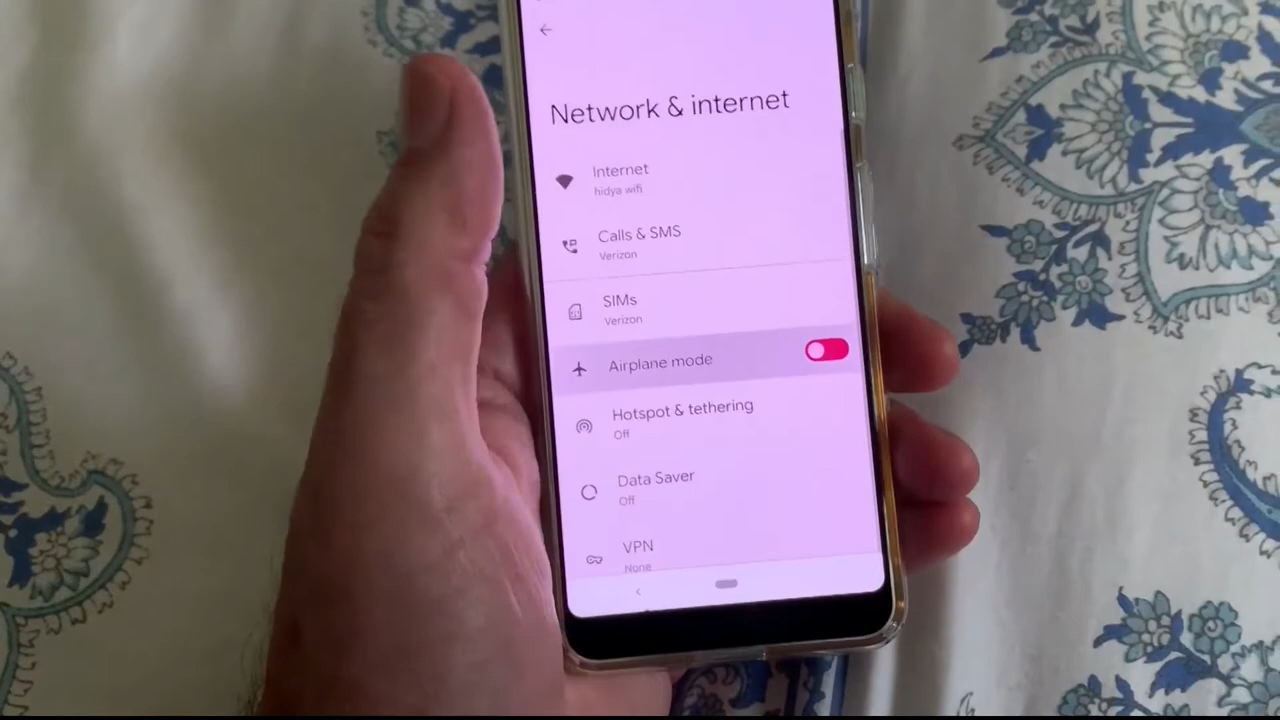 Network & internet
Internet
hidya wifi
Calls & SMS
Verizon
SIMs
Verizon
Airplane mode
Hotspot & tethering
Off
Data Saver
Off
VPN
None